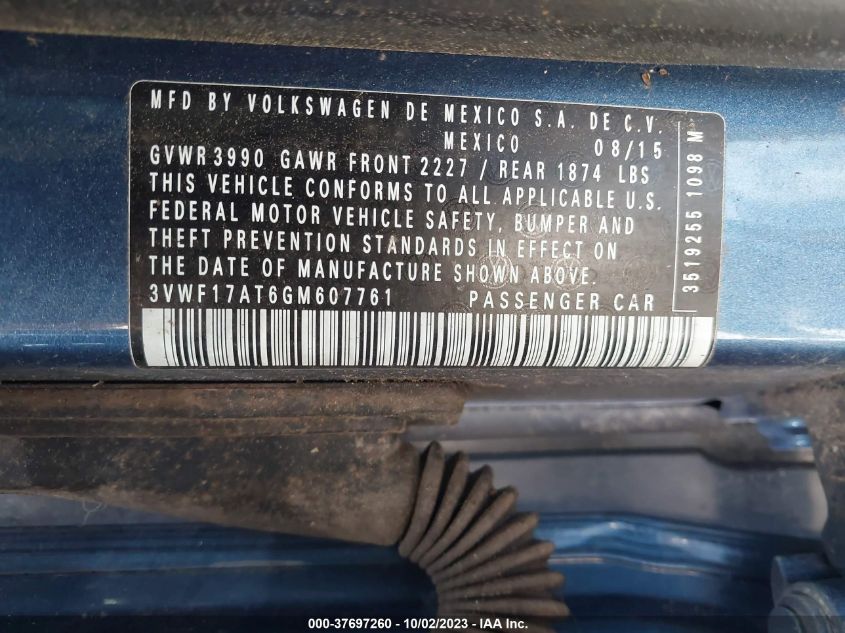 MFD BY VOLKSWAGEN DE MEXICO S.A. DE C.V.
MEXICO 08/15
GVWR 3990 GAWR FRONT 2227 / REAR 1874 LBS
THIS VEHICLE CONFORMS TO ALL APPLICABLE U.S.
FEDERAL MOTOR VEHICLE SAFETY, BUMPER AND
THEFT PREVENTION STANDARDS IN EFFECT ON
THE DATE OF MANUFACTURE SHOWN ABOVE.
3VWF17AT6GM607761 PASSENGER CAR
3519255 1098 M
000-37697260 - 10/02/2023 - IAA Inc.